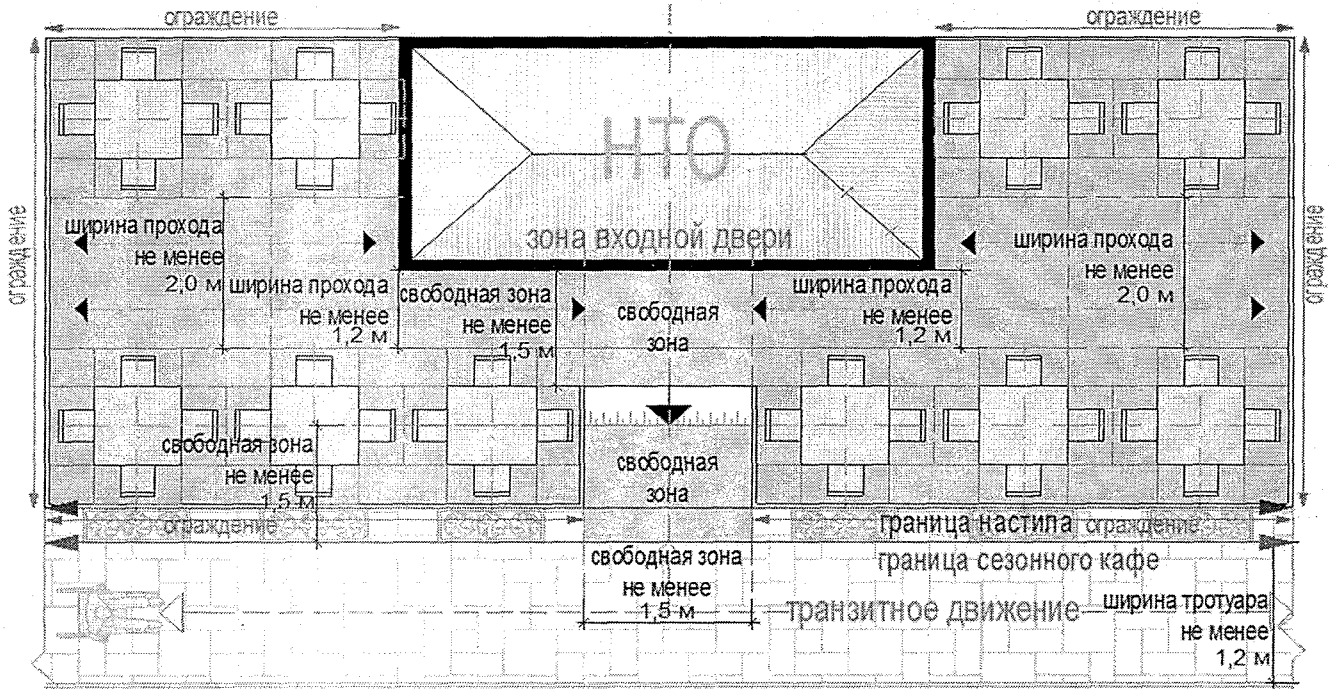 ограждение
ограждение
НТО
зона входной двери
ограждение
ограждение
ширина прохода
не менее
2,0 м
ширина прохода
не менее
1,2 м
свободная зона
не менее
1,5 м
свободная
зона
ширина прохода
не менее
1,2 м
ширина прохода
не менее
2,0 м
свободная зона
не менее
1,5 м
свободная
зона
ограждение
граница настила
ограждение
граница сезонного кафе
свободная зона
не менее
1,5 м
транзитное движение
ширина тротуара
не менее
1,2 м